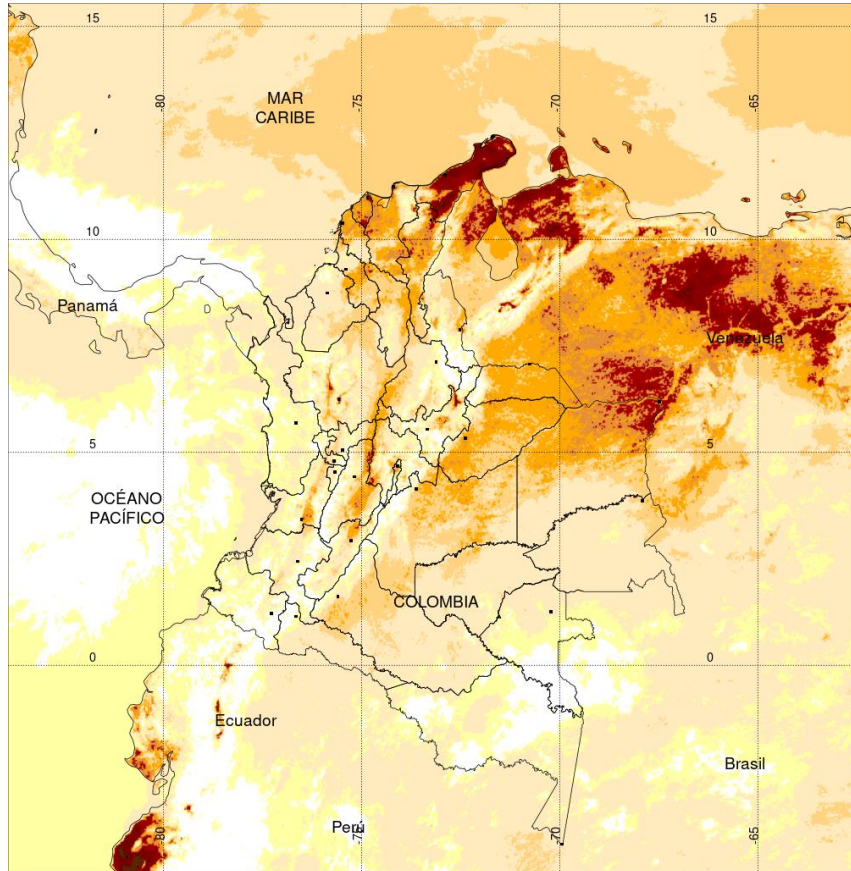 15
15
-80
-75
-70
-65
MAR
CARIBE
10
10
Panamá
Venezuela
5
5
OCÉANO
PACÍFICO
COLOMBIA
0
0
Ecuador
Brasil
Perú
-80
-75
-70
-65